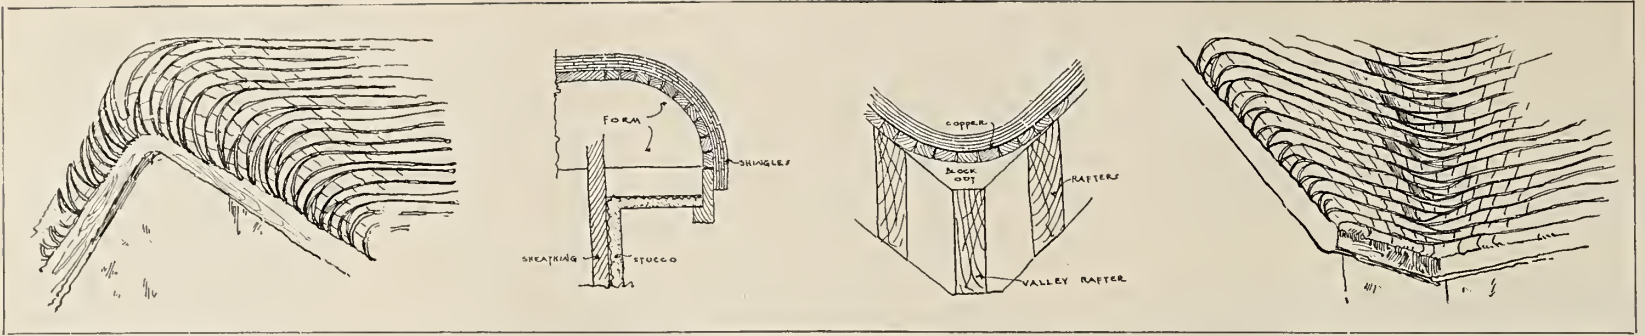 FORM
SHINGLES
SHEATHING
STUCCO
COPPER
BLOCK
OUT
RAFTERS
VALLEY RAFTER